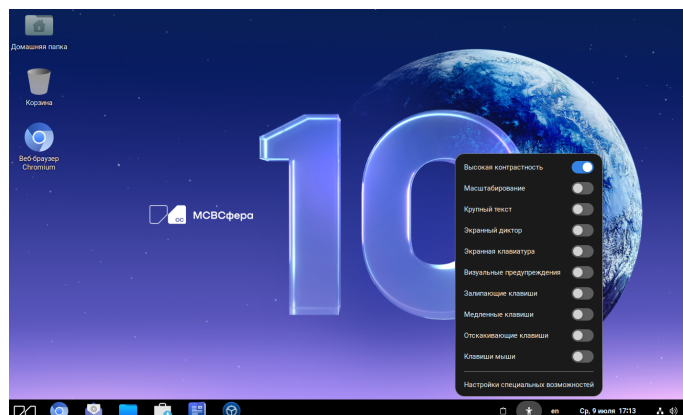 Домашняя папка
Корзина
Веб-браузер
Chromium
10
ос
МСВСфера
Высокая контрастность
Масштабирование
Крупный текст
Экранный диктор
Экранная клавиатура
Визуальные предупреждения
Залипающие клавиши
Медленные клавиши
Отскакивающие клавиши
Клавиши мыши
Настройки специальных возможностей
en
Ср, 9 июля 17:13